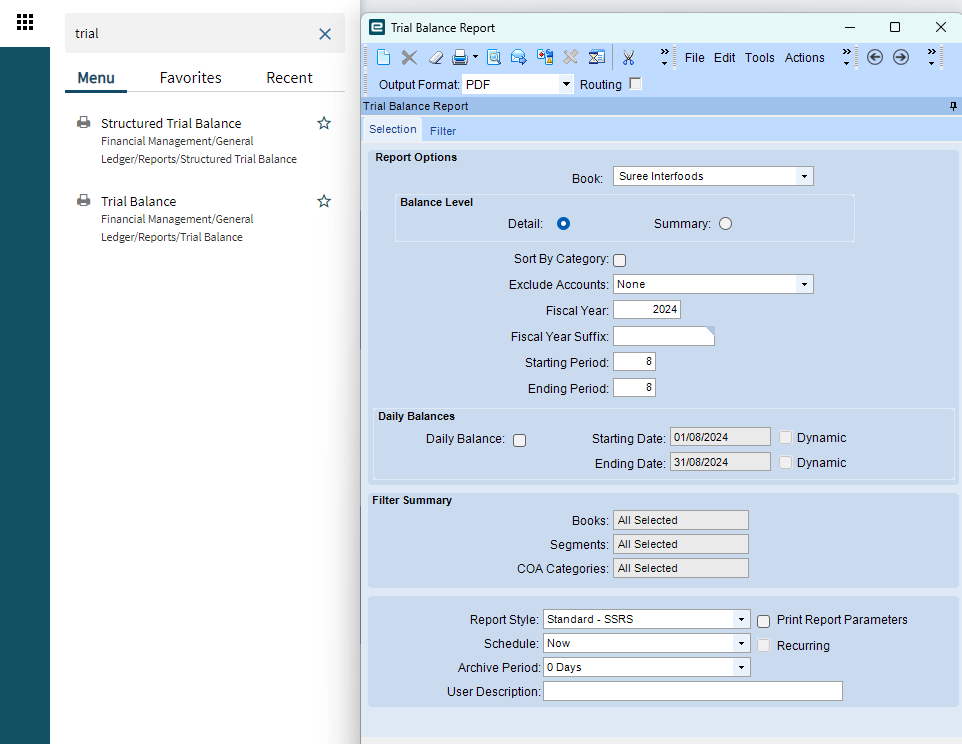 trial
Menu Favorites Recent
Structured Trial Balance
Financial Management/General
Ledger/Reports/Structured Trial Balance
Trial Balance
Financial Management/General
Ledger/Reports/Trial Balance
Trial Balance Report
File Edit Tools Actions
Output Format: PDF Routing
Trial Balance Report
Selection Filter
Report Options
Book: Suree Interfoods
Balance Level
Detail: Summary:
Sort By Category:
Exclude Accounts: None
Fiscal Year: 2024
Fiscal Year Suffix:
Starting Period: 8
Ending Period: 8
Daily Balances
Daily Balance: Starting Date: 01/08/2024 Dynamic
Ending Date: 31/08/2024 Dynamic
Filter Summary
Books: All Selected
Segments: All Selected
COA Categories: All Selected
Report Style: Standard - SSRS Print Report Parameters
Schedule: Now Recurring
Archive Period: 0 Days
User Description: